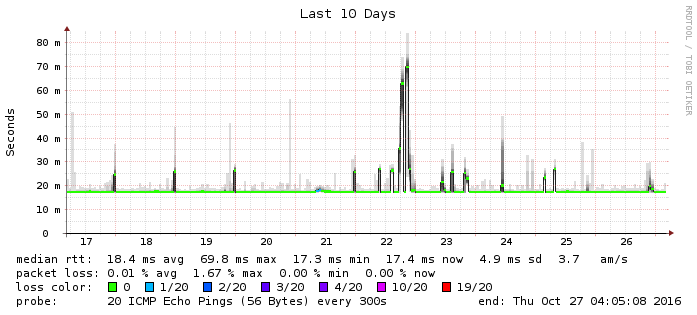 Last 10 Days
RRDTOOL / TOBI OETIKER
Seconds
80 m
70 m
60 m
50 m
40 m
30 m
20 m
10 m
0
17 18 19 20 21 22 23 24 25 26
median rtt: 18.4 ms avg 69.8 ms max 17.3 ms min 17.4 ms now 4.9 ms sd 3.7 am/s
packet loss: 0.01 % avg 1.67 % max 0.00 % min 0.00 % now
loss color: 0 1/20 2/20 3/20 4/20 10/20 19/20
probe: 20 ICMP Echo Pings (56 Bytes) every 300s end: Thu Oct 27 04:05:08 2016